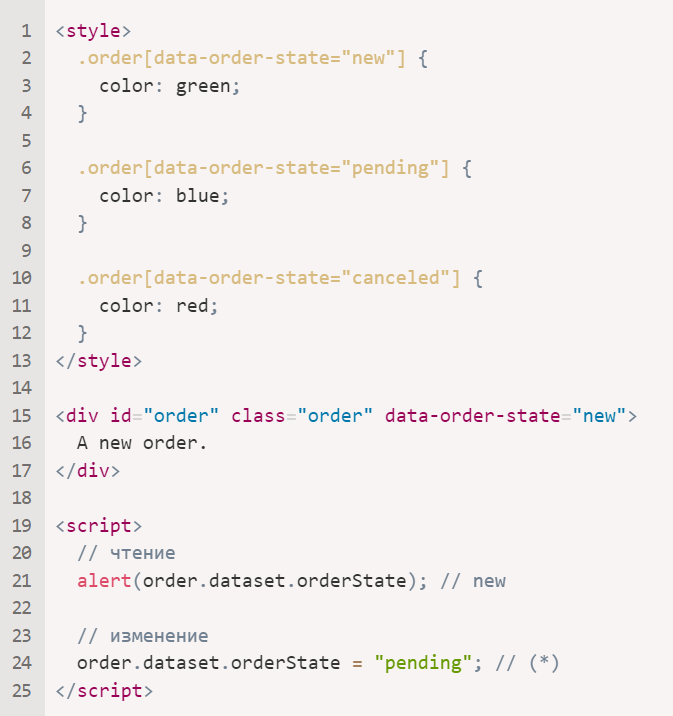 1 <style>
2 .order[data-order-state="new"] {
3 color: green;
4 }
5
6 .order[data-order-state="pending"] {
7 color: blue;
8 }
9
10 .order[data-order-state="canceled"] {
11 color: red;
12 }
13 </style>
14
15 <div id="order" class="order" data-order-state="new">
16 A new order.
17 </div>
18
19 <script>
20 // чтение
21 alert(order.dataset.orderState); // new
22
23 // изменение
24 order.dataset.orderState = "pending"; // (*)
25 </script>